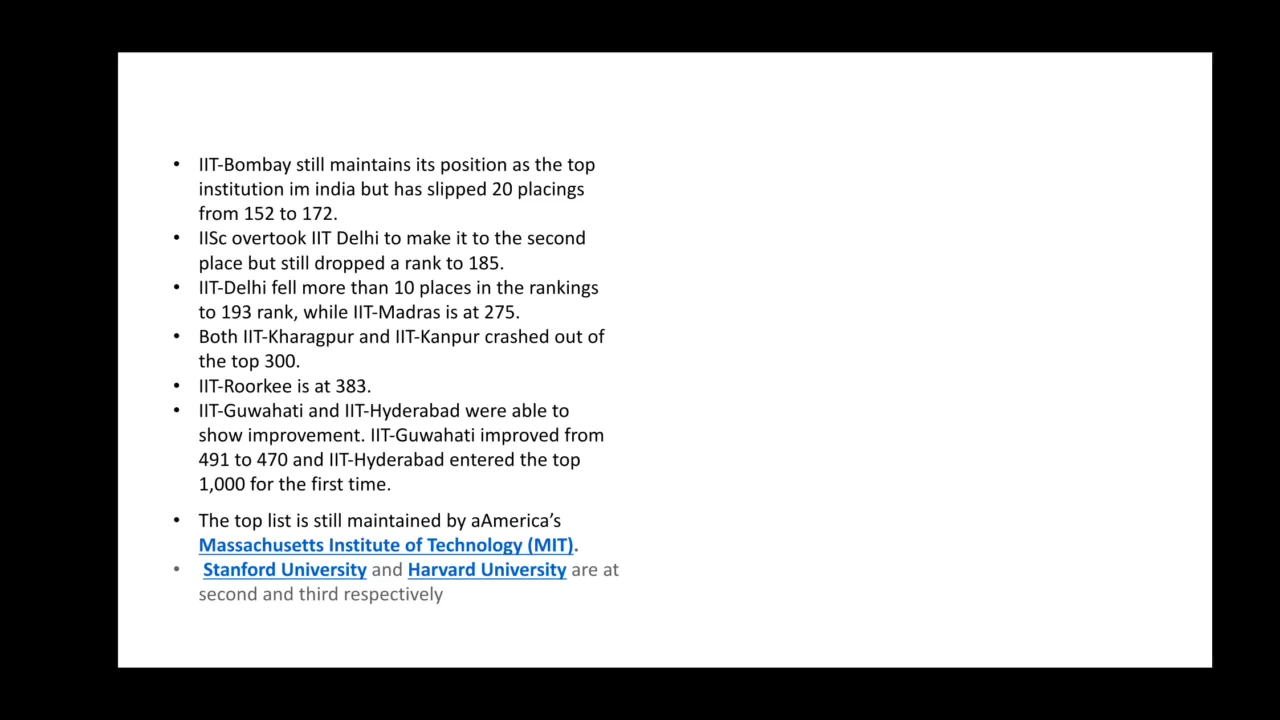 • IIT-Bombay still maintains its position as the top
institution im india but has slipped 20 placings
from 152 to 172.
• IISc overtook IIT Delhi to make it to the second
place but still dropped a rank to 185.
• IIT-Delhi fell more than 10 places in the rankings
to 193 rank, while IIT-Madras is at 275.
• Both IIT-Kharagpur and IIT-Kanpur crashed out of
the top 300.
• IIT-Roorkee is at 383.
• IIT-Guwahati and IIT-Hyderabad were able to
show improvement. IIT-Guwahati improved from
491 to 470 and IIT-Hyderabad entered the top
1,000 for the first time.
• The top list is still maintained by aAmerica’s
Massachusetts Institute of Technology (MIT).
• Stanford University and Harvard University are at
second and third respectively